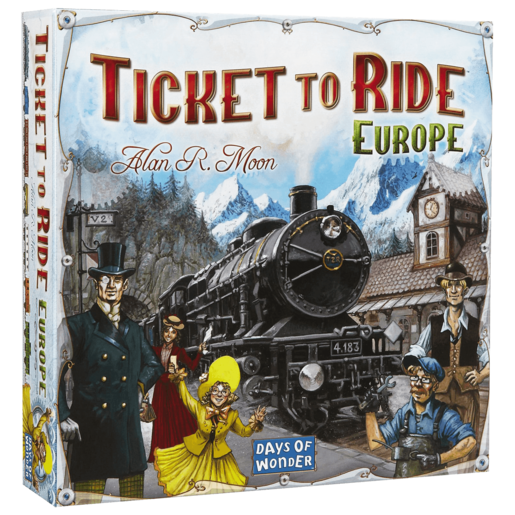 TICKET TO RIDE
EUROPE
Alan R. Moon
V2
4.183
DAYS OF
WONDER
TICKET TO RIDE EUROPE